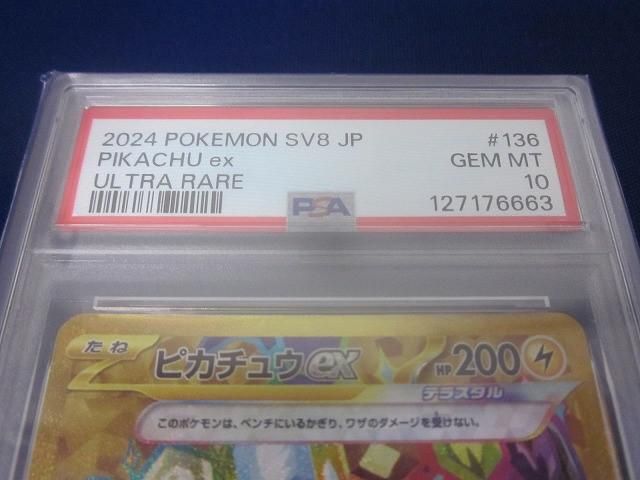 2024 POKEMON SV8 JP #136
PIKACHU ex GEM MT
ULTRA RARE 10
PSA 127176663
たね ピカチュウex HP 200
テラスタル
このポケモンは、ベンチにいるかぎり、ワザのダメージを受けない。